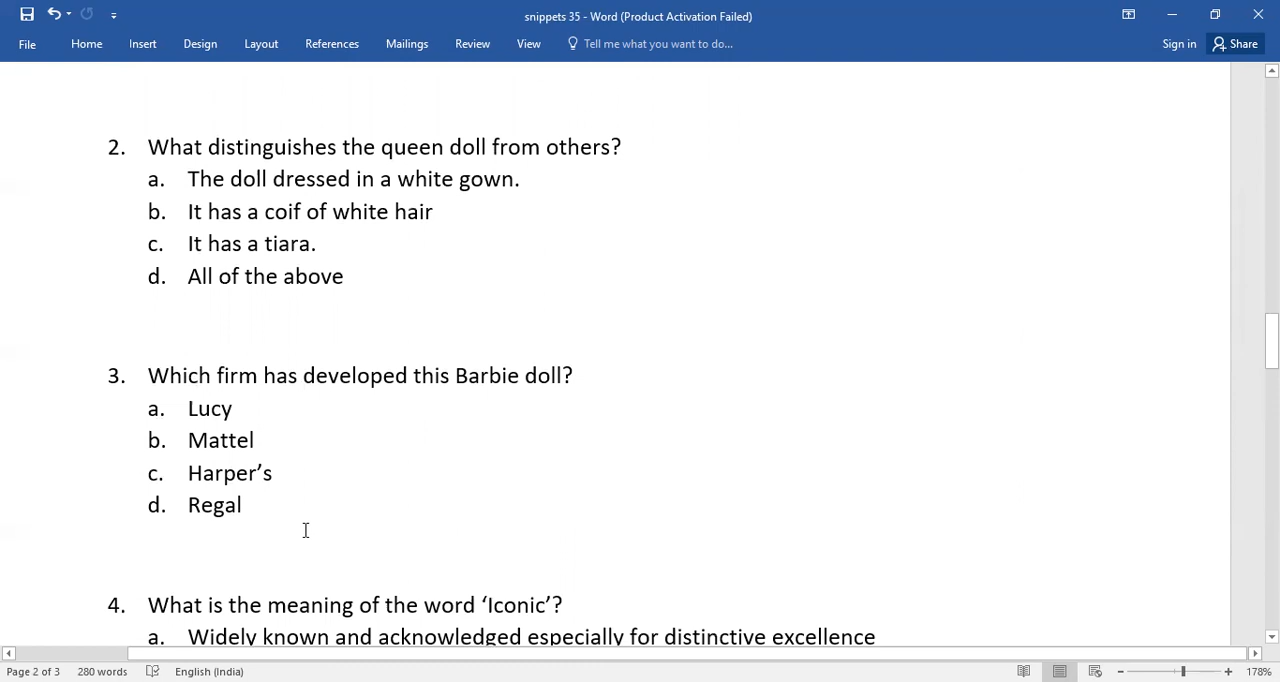 snippets 35 - Word (Product Activation Failed)
File Home Insert Design Layout References Mailings Review View Tell me what you want to do... Sign in Share
2. What distinguishes the queen doll from others?
a. The doll dressed in a white gown.
b. It has a coif of white hair
c. It has a tiara.
d. All of the above
3. Which firm has developed this Barbie doll?
a. Lucy
b. Mattel
c. Harper’s
d. Regal
4. What is the meaning of the word ‘Iconic’?
a. Widely known and acknowledged especially for distinctive excellence
Page 2 of 3 280 words English (India) 178%